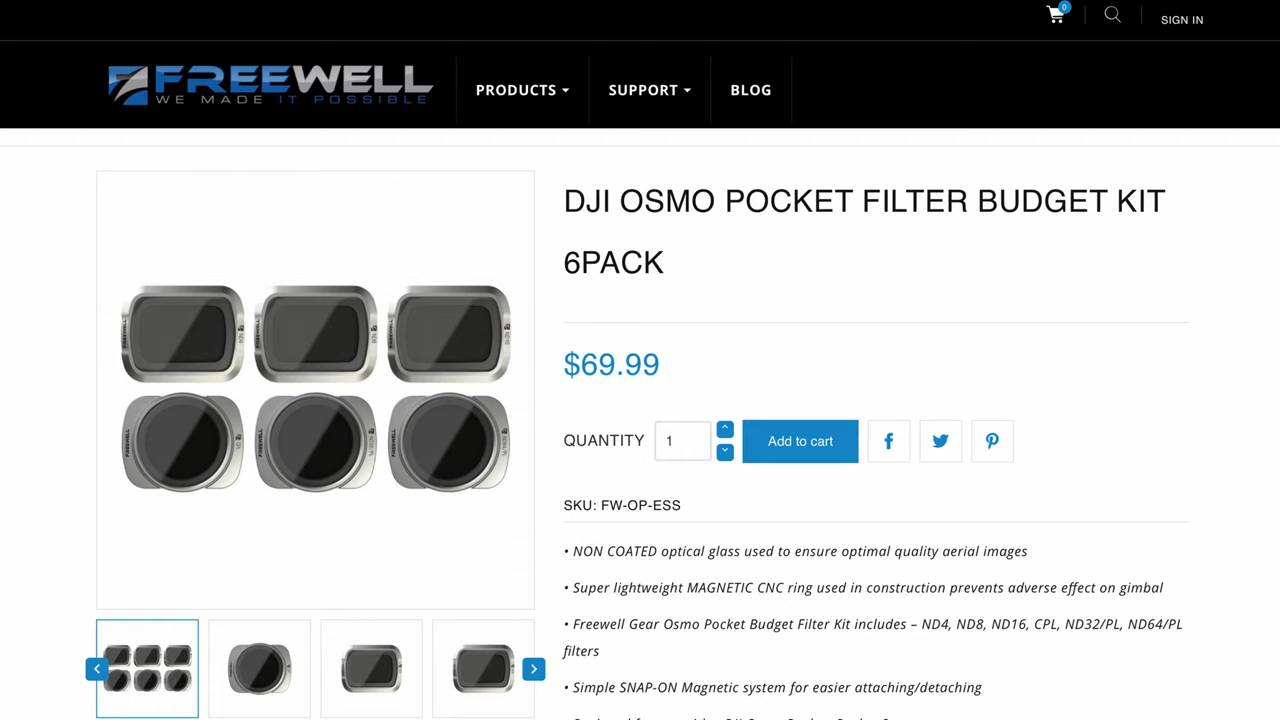 0
SIGN IN
FREEWELL
WE MADE IT POSSIBLE
PRODUCTS
SUPPORT
BLOG
DJI OSMO POCKET FILTER BUDGET KIT
6PACK
$69.99
QUANTITY
1
Add to cart
SKU: FW-OP-ESS
• NON COATED optical glass used to ensure optimal quality aerial images
• Super lightweight MAGNETIC CNC ring used in construction prevents adverse effect on gimbal
• Freewell Gear Osmo Pocket Budget Filter Kit includes – ND4, ND8, ND16, CPL, ND32/PL, ND64/PL
filters
• Simple SNAP-ON Magnetic system for easier attaching/detaching